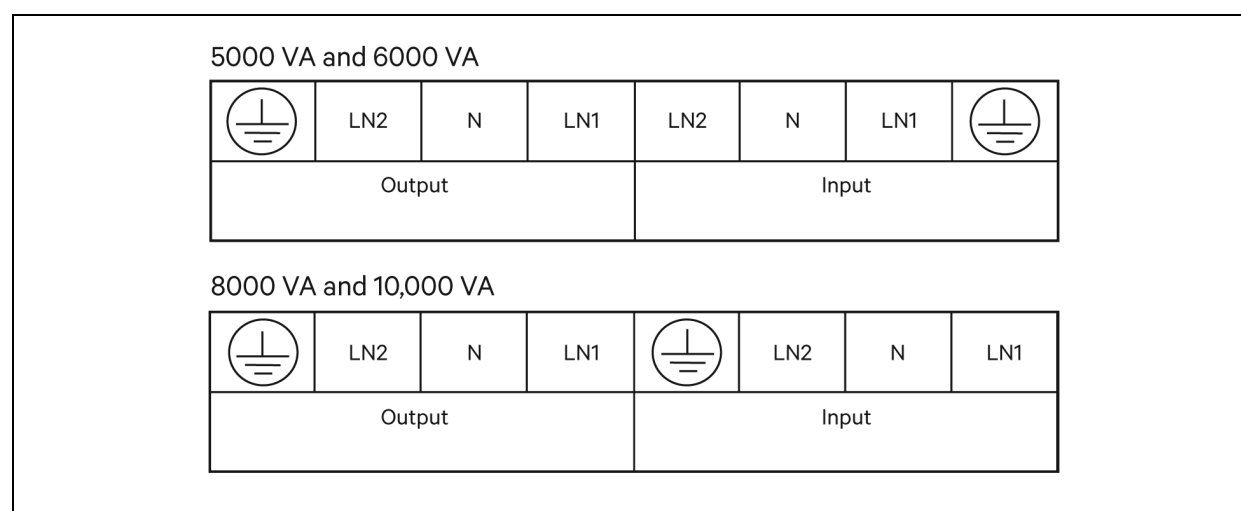 5000 VA and 6000 VA
LN2 N LN1 LN2 N LN1
Output Input
8000 VA and 10,000 VA
LN2 N LN1 LN2 N LN1
Output Input